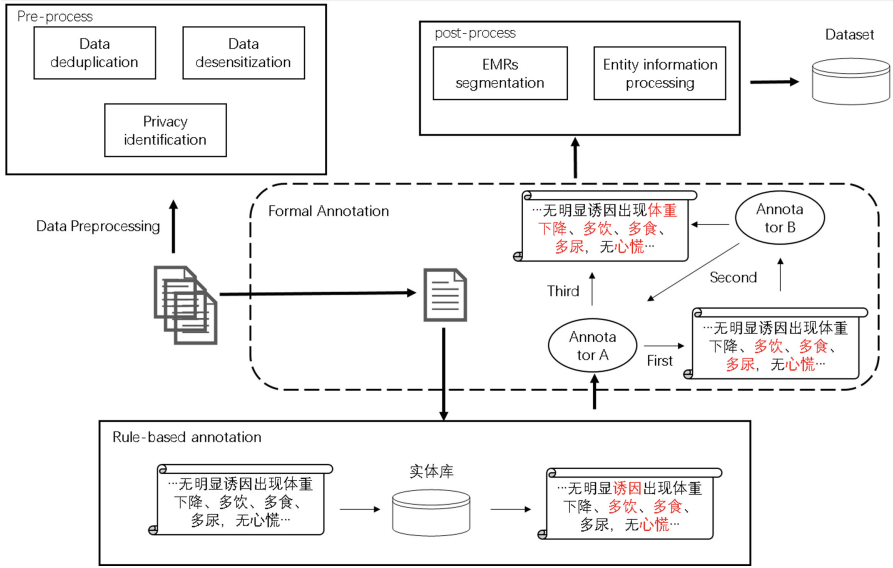 Pre-process
Data
deduplication
Data
desensitization
Privacy
identification
post-process
EMRs
segmentation
Entity information
processing
Dataset
Data Preprocessing
Formal Annotation
…无明显诱因出现体重
下降、多饮、多食、
多尿，无心慌…
Annota
tor B
Third
Second
Annota
tor A
First
…无明显诱因出现体重
下降、多饮、多食、
多尿，无心慌…
Rule-based annotation
…无明显诱因出现体重
下降、多饮、多食、
多尿，无心慌…
实体库
…无明显诱因出现体重
下降、多饮、多食、
多尿，无心慌…